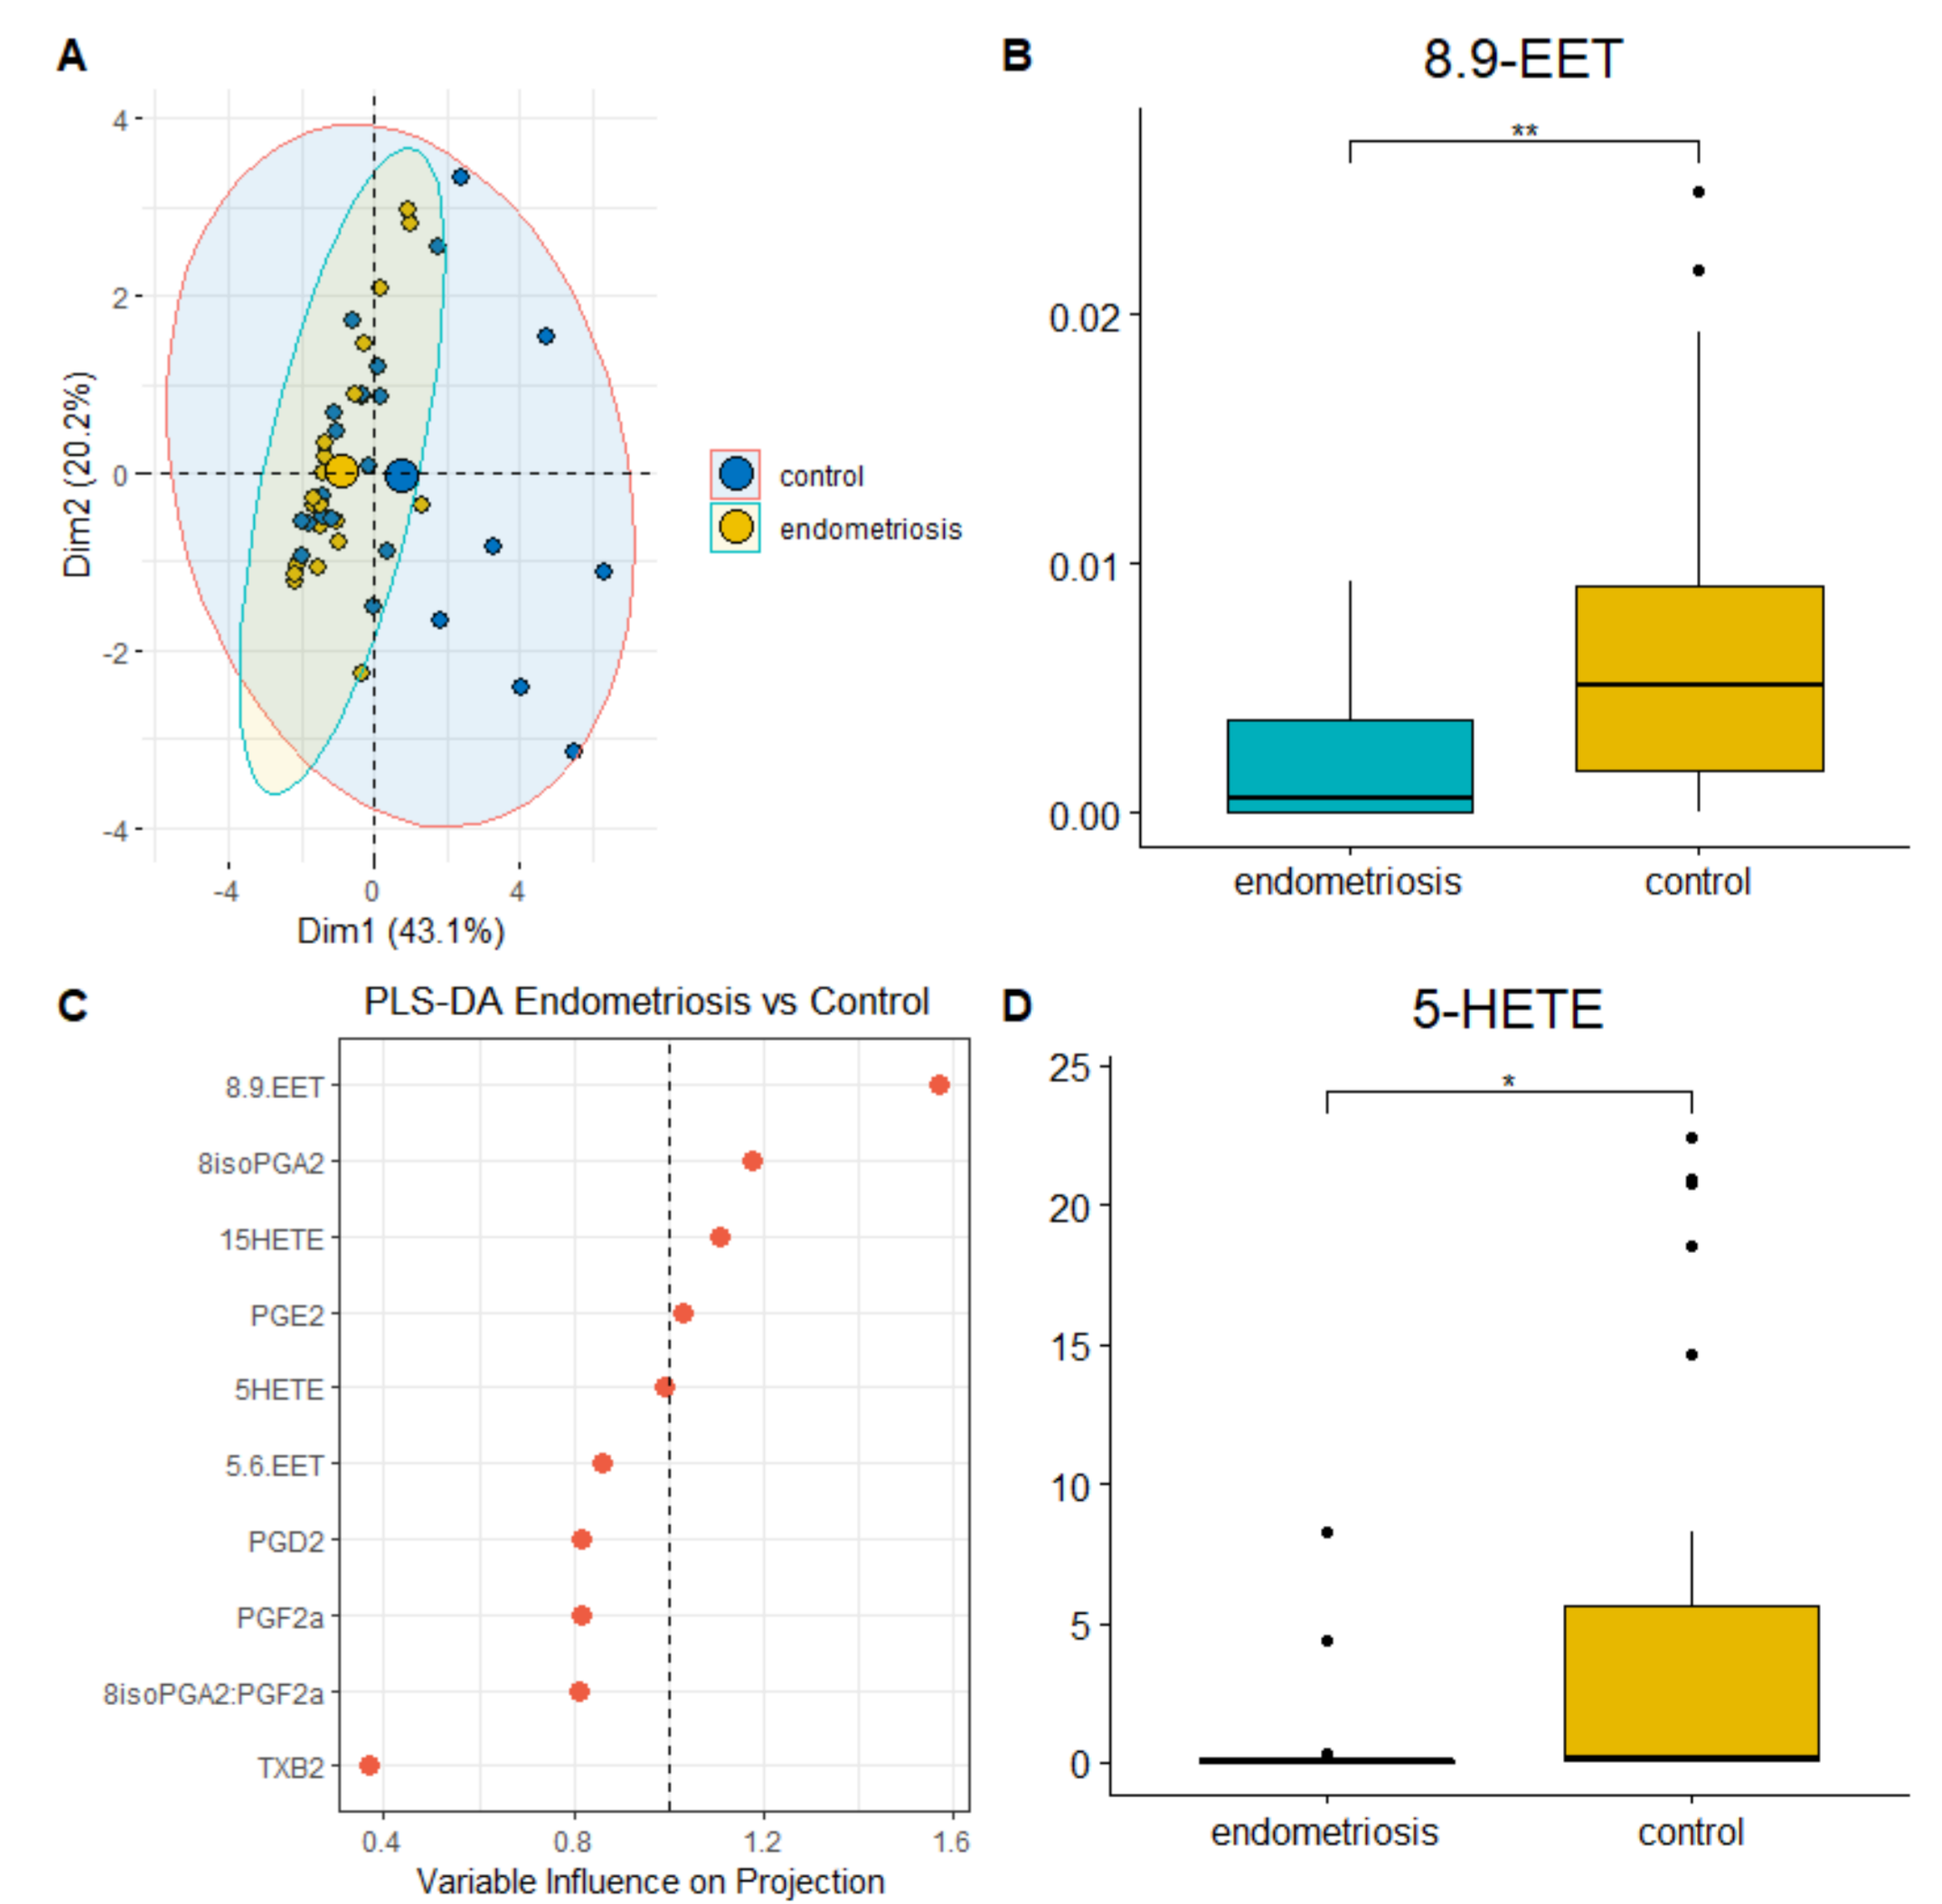 A
4
2
0
-2
-4
Dim2 (20.2%)
-4 0 4
Dim1 (43.1%)
control
endometriosis
B
8.9-EET
**
0.02
0.01
0.00
endometriosis control
C
PLS-DA Endometriosis vs Control
8.9.EET
8isoPGA2
15HETE
PGE2
5HETE
5.6.EET
PGD2
PGF2a
8isoPGA2:PGF2a
TXB2
0.4 0.8 1.2 1.6
Variable Influence on Projection
D
5-HETE
*
25
20
15
10
5
0
endometriosis control